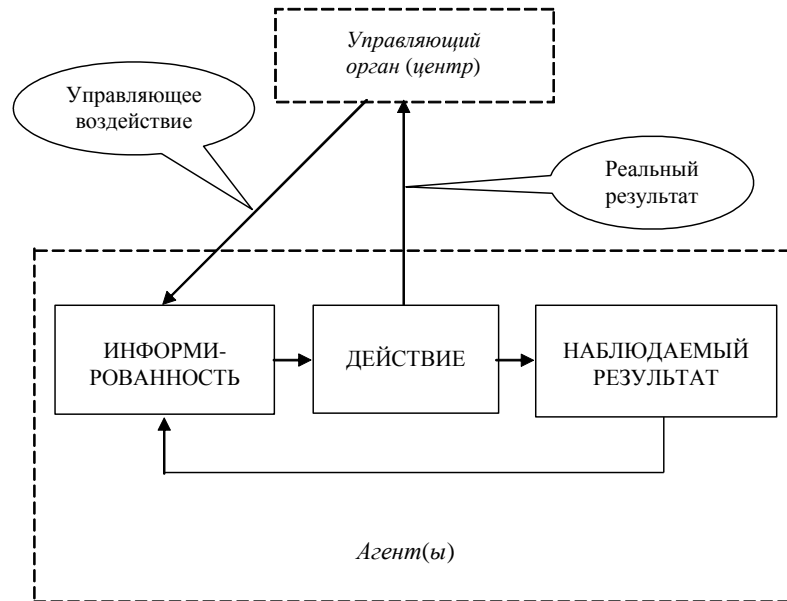 Управляющий
орган (центр)
Управляющее
воздействие
Реальный
результат
ИНФОРМИ-
РОВАННОСТЬ
ДЕЙСТВИЕ
НАБЛЮДАЕМЫЙ
РЕЗУЛЬТАТ
Агент(ы)